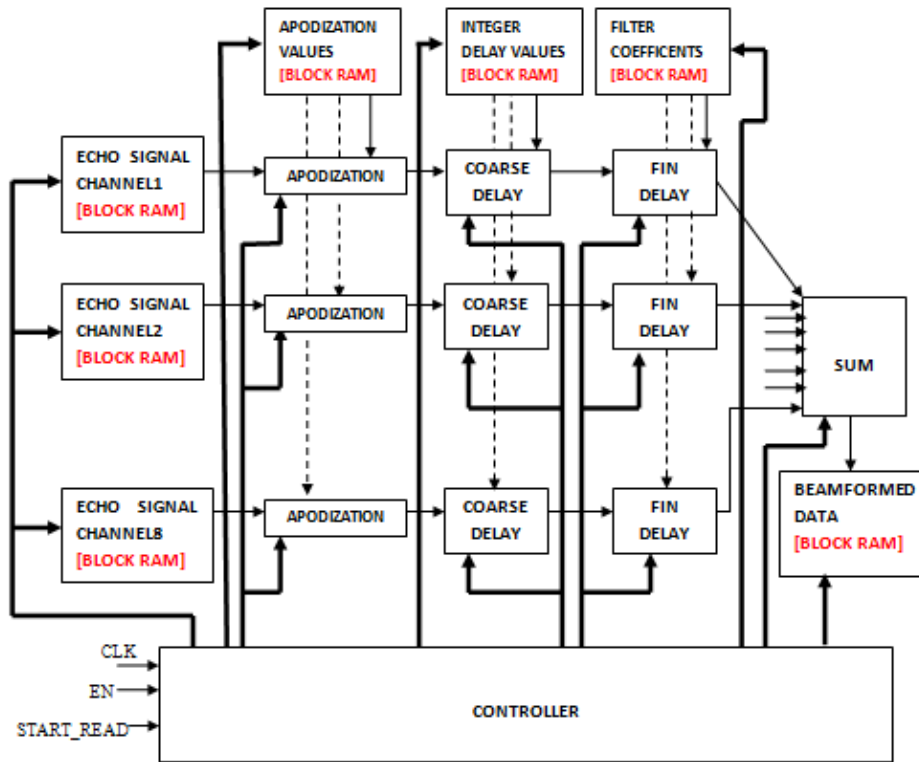 APODIZATION
VALUES
[BLOCK RAM]
INTEGER
DELAY VALUES
[BLOCK RAM]
FILTER
COEFFICENTS
[BLOCK RAM]
ECHO SIGNAL
CHANNEL1
[BLOCK RAM]
APODIZATION
COARSE
DELAY
FIN
DELAY
ECHO SIGNAL
CHANNEL2
[BLOCK RAM]
APODIZATION
COARSE
DELAY
FIN
DELAY
SUM
ECHO SIGNAL
CHANNEL8
[BLOCK RAM]
APODIZATION
COARSE
DELAY
FIN
DELAY
BEAMFORMED
DATA
[BLOCK RAM]
CLK
EN
START_READ
CONTROLLER